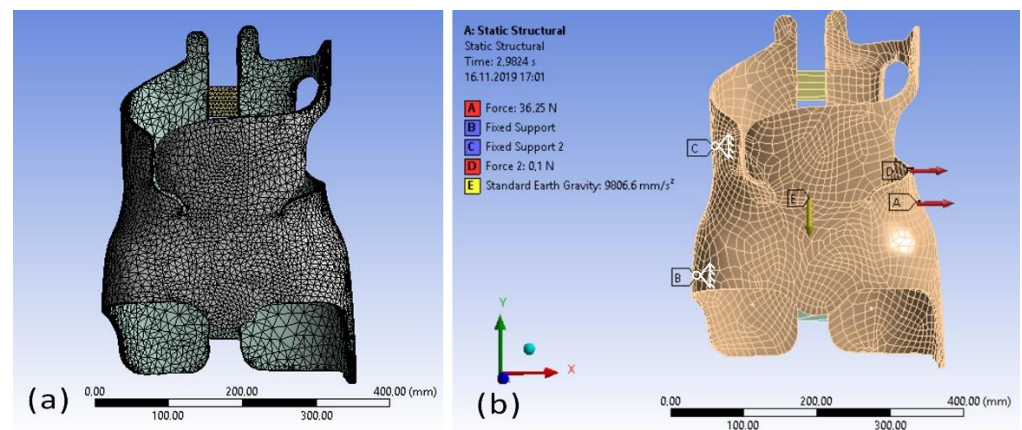 (a)
0,00 200,00 400,00 (mm)
100,00 300,00
A: Static Structural
Static Structural
Time: 2,9824 s
16.11.2019 17:01
A Force: 36,25 N
B Fixed Support
C Fixed Support 2
D Force 2: 0,1 N
E Standard Earth Gravity: 9806,6 mm/s²
C
D
A
E
B
Y
X
(b)
0,00 200,00 400,00 (mm)
100,00 300,00